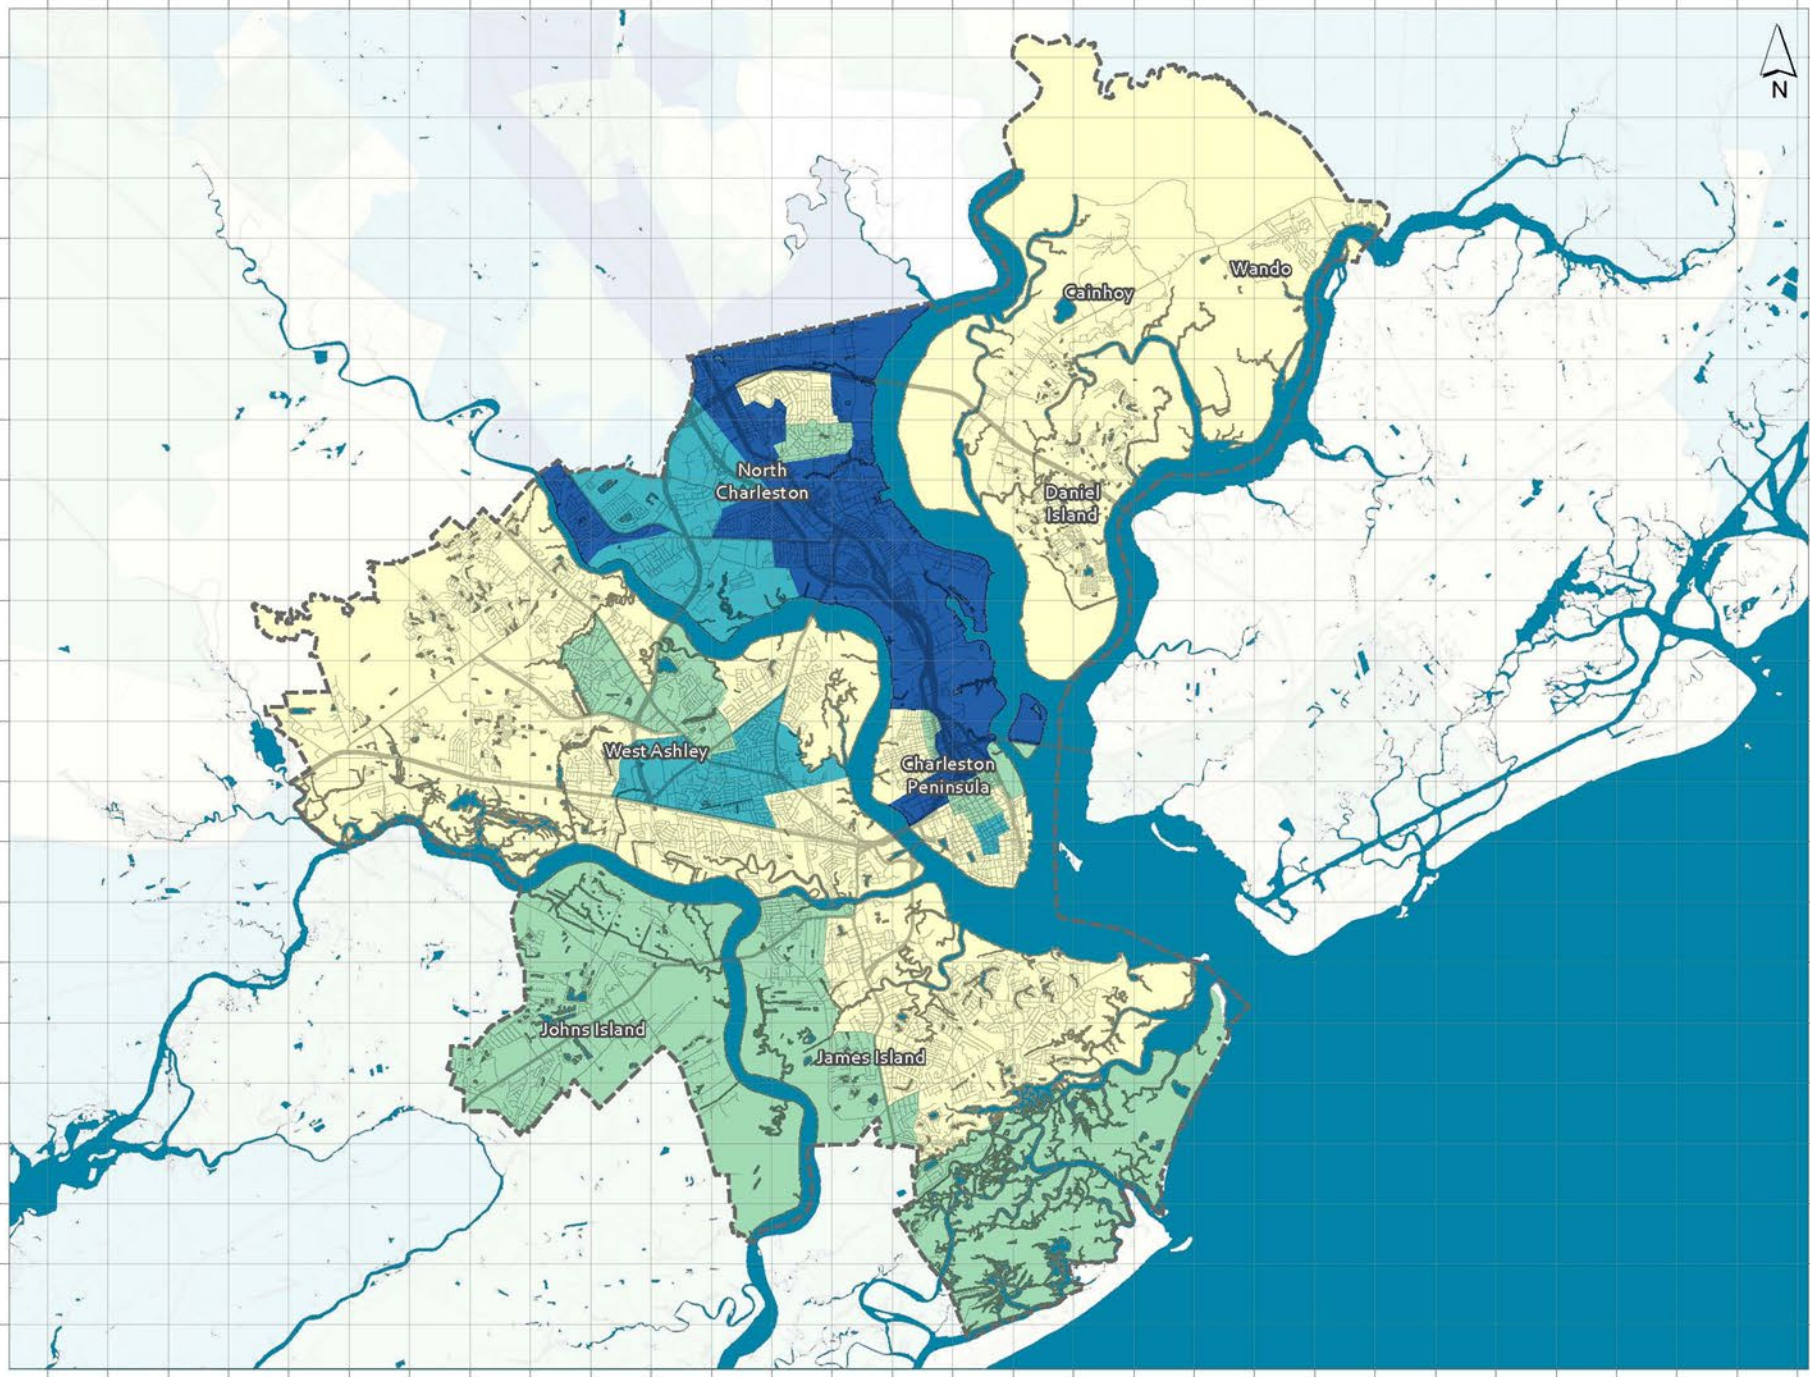 N
Wando
Cainhoy
North
Charleston
Daniel
Island
West Ashley
Charleston
Peninsula
Johns Island
James Island